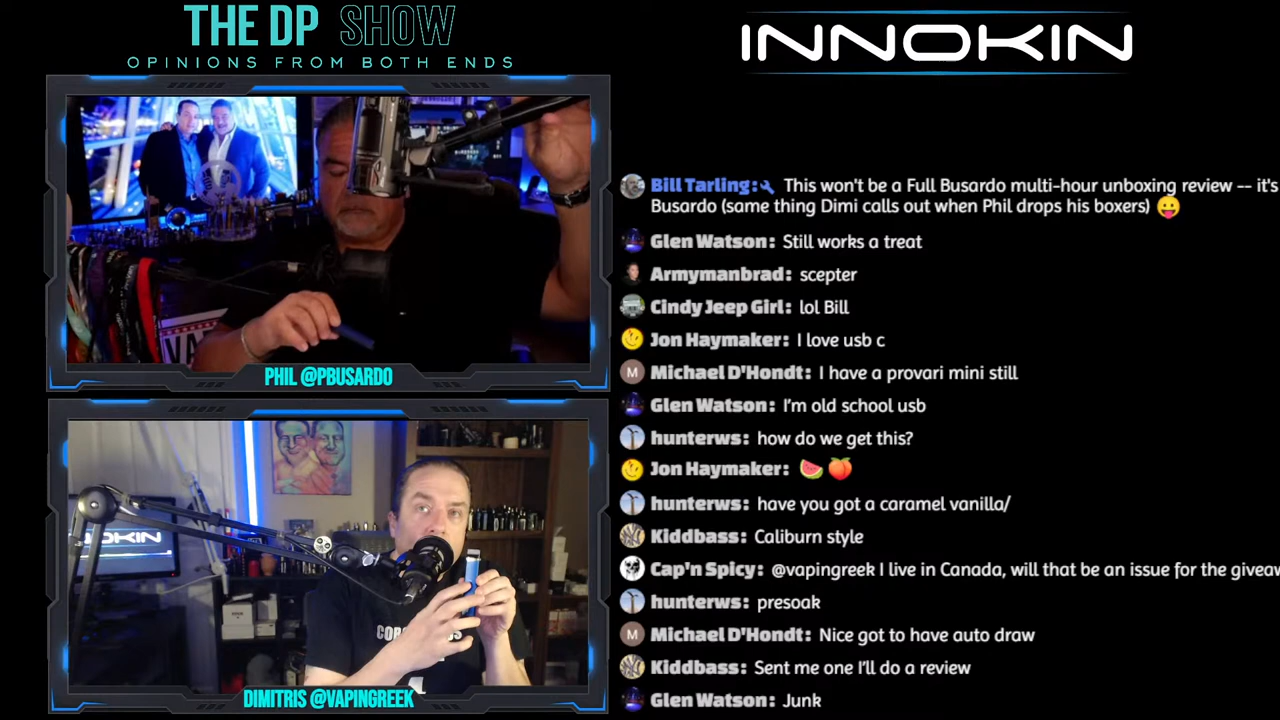 THE DP SHOW
OPINIONS FROM BOTH ENDS
INNOKIN
PHIL @PBUSARDO
DIMITRIS @VAPINGREEK
Bill Tarling: This won't be a Full Busardo multi-hour unboxing review -- it's
Busardo (same thing Dimi calls out when Phil drops his boxers) 😛
Glen Watson: Still works a treat
Armymanbrad: scepter
Cindy Jeep Girl: lol Bill
Jon Haymaker: I love usb c
Michael D'Hondt: I have a provari mini still
Glen Watson: I'm old school usb
hunterws: how do we get this?
Jon Haymaker: 🍉 🍑
hunterws: have you got a caramel vanilla/
Kiddbass: Caliburn style
Cap'n Spicy: @vapingreek I live in Canada, will that be an issue for the giveaw
hunterws: presoak
M
Michael D'Hondt: Nice got to have auto draw
Kiddbass: Sent me one I'll do a review
Glen Watson: Junk